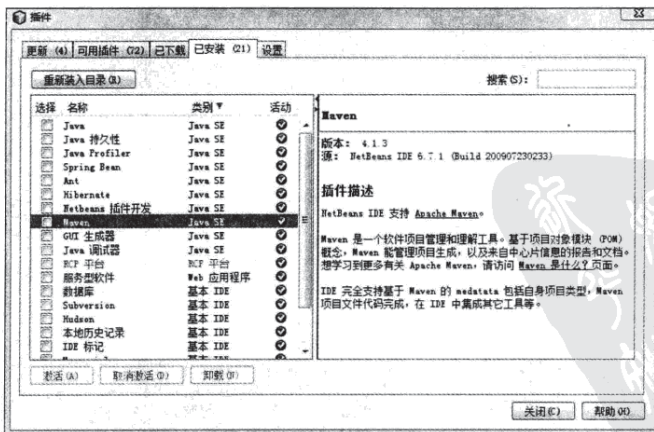 插件
更新 (4) 可用插件 (72) 已下载 已安装 (21) 设置
重新装入目录(R) 搜索(S):
选择 名称 类别 活动
Java Java SE
Java 持久性 Java SE
Java Profiler Java SE
Spring Bean Java SE
Ant Java SE
Hibernate Java SE
Netbeans 插件开发 Java SE
Maven Java SE
GUI 生成器 Java SE
Java 调试器 Java SE
RCP 平台 RCF 平台
服务型软件 Web 应用程序
数据库 基本 IDE
Subversion 基本 IDE
Hudson 基本 IDE
本地历史记录 基本 IDE
IDE 标记 基本 IDE
激活(A) 取消激活(D) 卸载(N)
Maven
版本: 4.1.3
源: NetBeans IDE 6.7.1 (Build 200907230233)
插件描述
NetBeans IDE 支持 Apache Maven。
Maven 是一个软件项目管理和理解工具。基于项目对象模块 (POM)
概念, Maven 能管理项目生成, 以及来自中心片信息的报告和文档。
想学习到更多有关 Apache Maven, 请访问 Maven 是什么?页面。
IDE 完全支持基于 Maven 的 medatata 包括自身项目类型, Maven
项目文件代码完成, 在 IDE 中集成其它工具等。
关闭(C) 帮助(H)